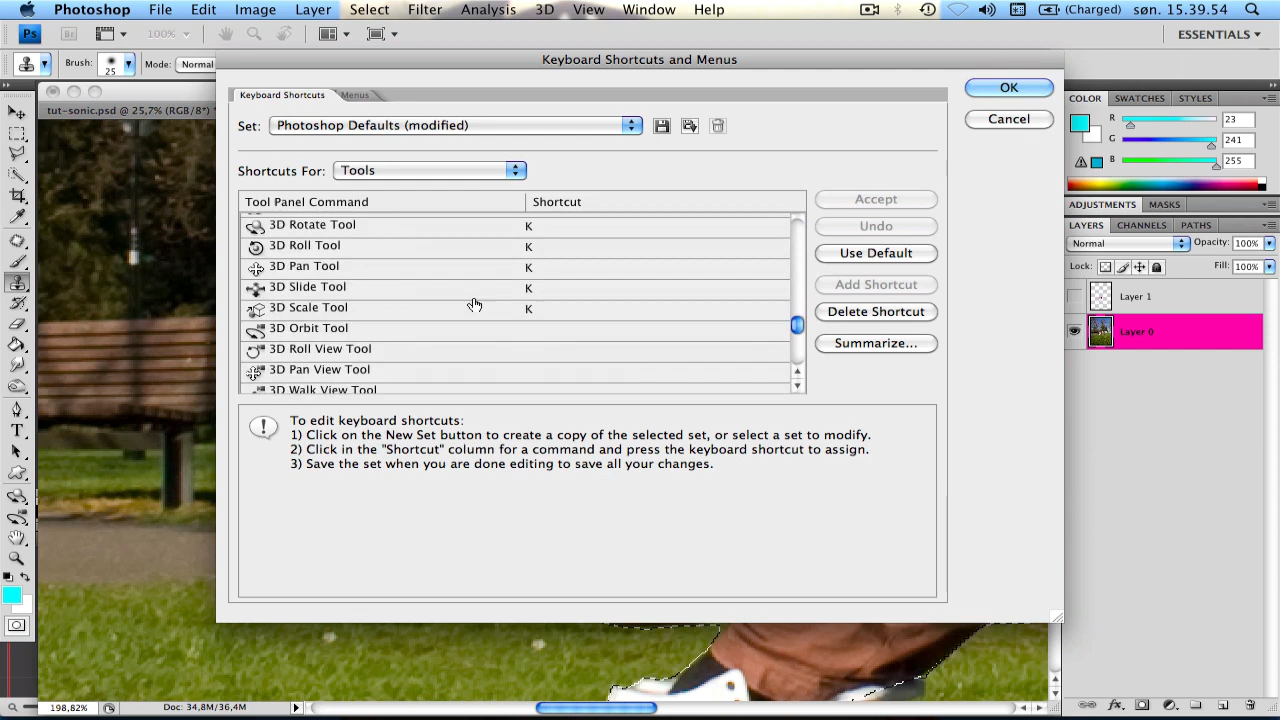 Photoshop File Edit Image Layer Select Filter Analysis 3D View Window Help (Charged) søn. 15.39.54
Ps Br 100% ESSENTIALS
Brush: 25 Mode: Normal
Keyboard Shortcuts and Menus
tut-sonic.psd @ 25,7% (RGB/8*)
Keyboard Shortcuts Menus
OK
Set: Photoshop Defaults (modified)
Cancel
Shortcuts For: Tools
Tool Panel Command Shortcut
Accept
3D Rotate Tool K
Undo
3D Roll Tool K
Use Default
3D Pan Tool K
3D Slide Tool K
Add Shortcut
3D Scale Tool K
Delete Shortcut
3D Orbit Tool
3D Roll View Tool
Summarize...
3D Pan View Tool
3D Walk View Tool
To edit keyboard shortcuts:
1) Click on the New Set button to create a copy of the selected set, or select a set to modify.
2) Click in the "Shortcut" column for a command and press the keyboard shortcut to assign.
3) Save the set when you are done editing to save all your changes.
COLOR SWATCHES STYLES
R 23
G 241
B 255
ADJUSTMENTS MASKS
LAYERS CHANNELS PATHS
Normal Opacity: 100%
Lock: Fill: 100%
Layer 1
Layer 0
T
198,82% Doc: 34,8M/36,4M
fx